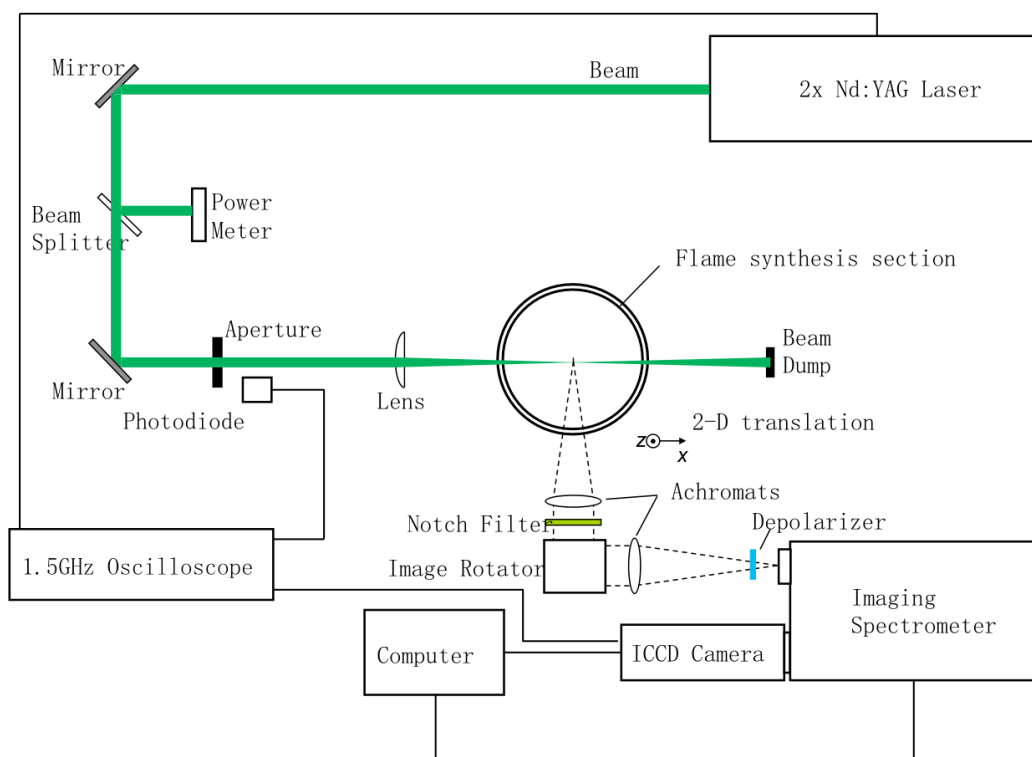 Mirror
Beam
2x Nd:YAG Laser
Beam
Splitter
Power
Meter
Flame synthesis section
Aperture
Beam
Dump
Mirror
Lens
Photodiode
2-D translation
z
x
Achromats
Notch Filter
Depolarizer
1.5GHz Oscilloscope
Image Rotator
Imaging
Spectrometer
Computer
ICCD Camera